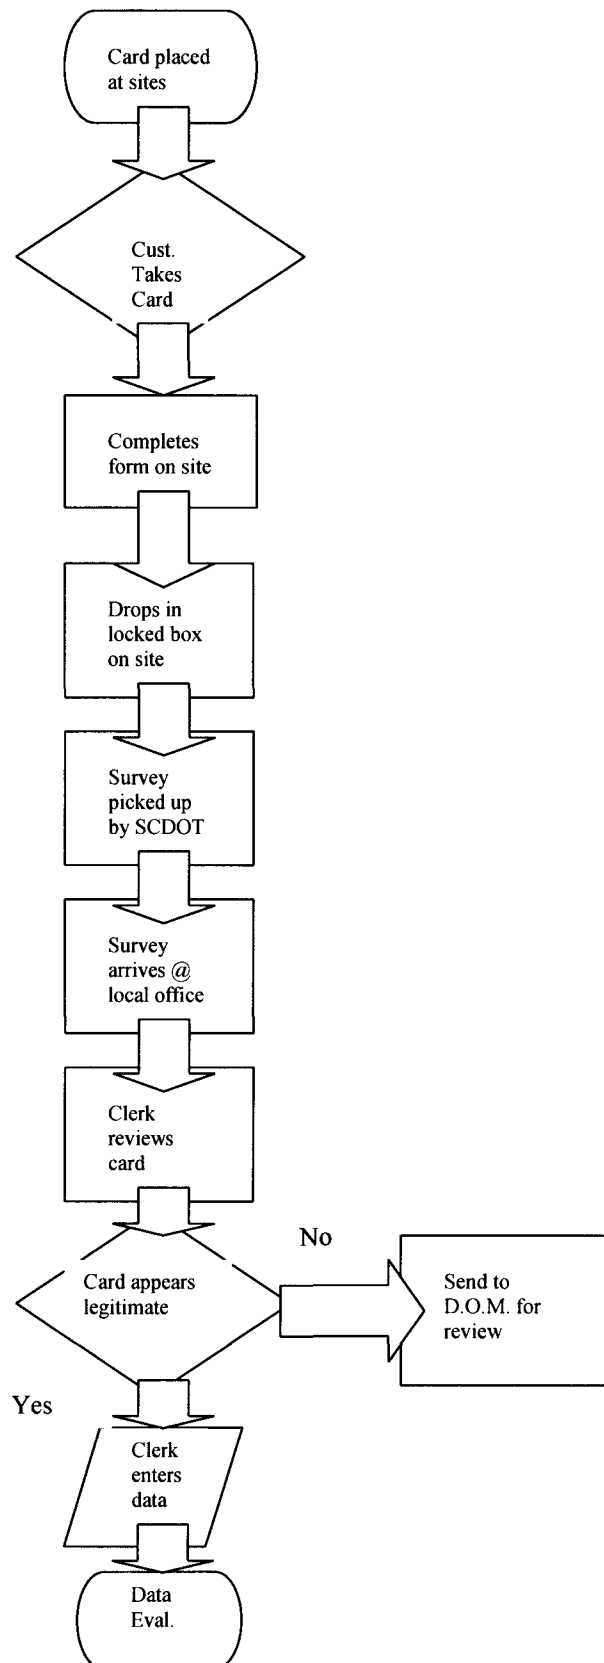 Card placed
at sites
Cust.
Takes
Card
Completes
form on site
Drops in
locked box
on site
Survey
picked up
by SCDOT
Survey
arrives @
local office
Clerk
reviews
card
No
Card appears
legitimate
Send to
D.O.M. for
review
Yes
Clerk
enters
data
Data
Eval.